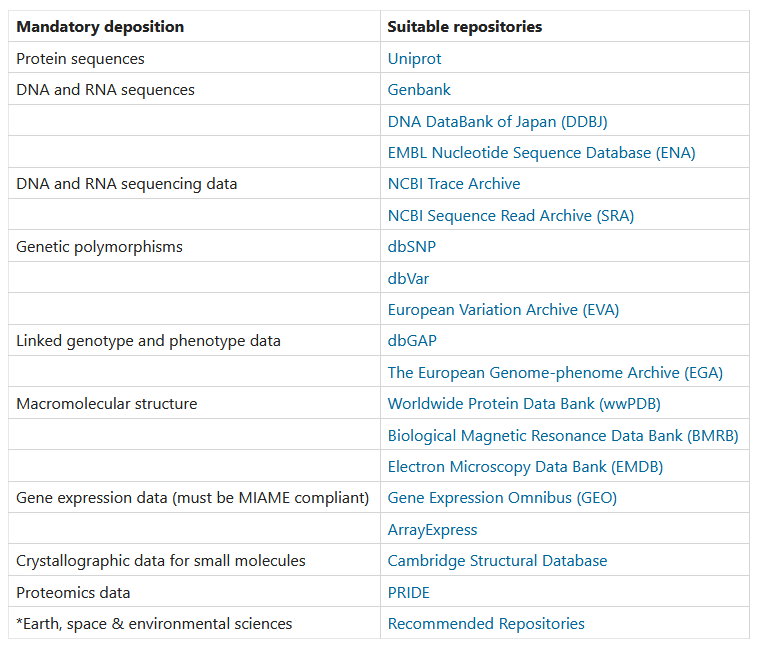 Mandatory deposition Suitable repositories
Protein sequences Uniprot
DNA and RNA sequences Genbank
DNA DataBank of Japan (DDBJ)
EMBL Nucleotide Sequence Database (ENA)
DNA and RNA sequencing data NCBI Trace Archive
NCBI Sequence Read Archive (SRA)
Genetic polymorphisms dbSNP
dbVar
European Variation Archive (EVA)
Linked genotype and phenotype data dbGAP
The European Genome-phenome Archive (EGA)
Macromolecular structure Worldwide Protein Data Bank (wwPDB)
Biological Magnetic Resonance Data Bank (BMRB)
Electron Microscopy Data Bank (EMDB)
Gene expression data (must be MIAME compliant) Gene Expression Omnibus (GEO)
ArrayExpress
Crystallographic data for small molecules Cambridge Structural Database
Proteomics data PRIDE
*Earth, space & environmental sciences Recommended Repositories